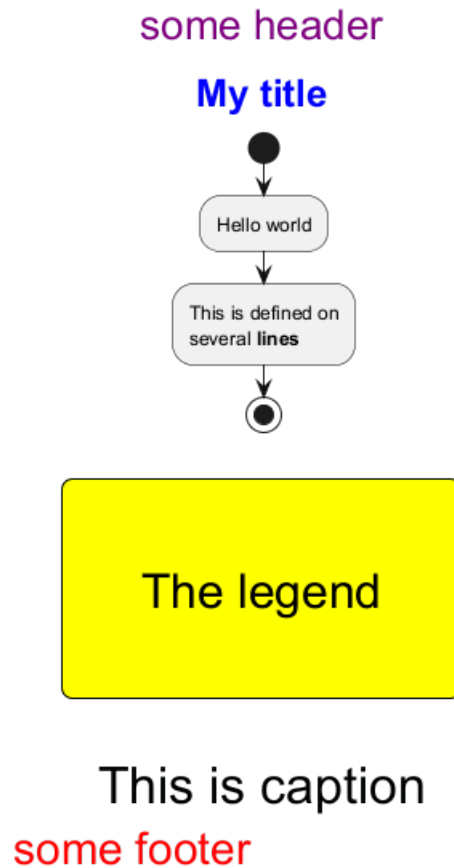 some header
My title
Hello world
This is defined on
several lines
The legend
This is caption
some footer